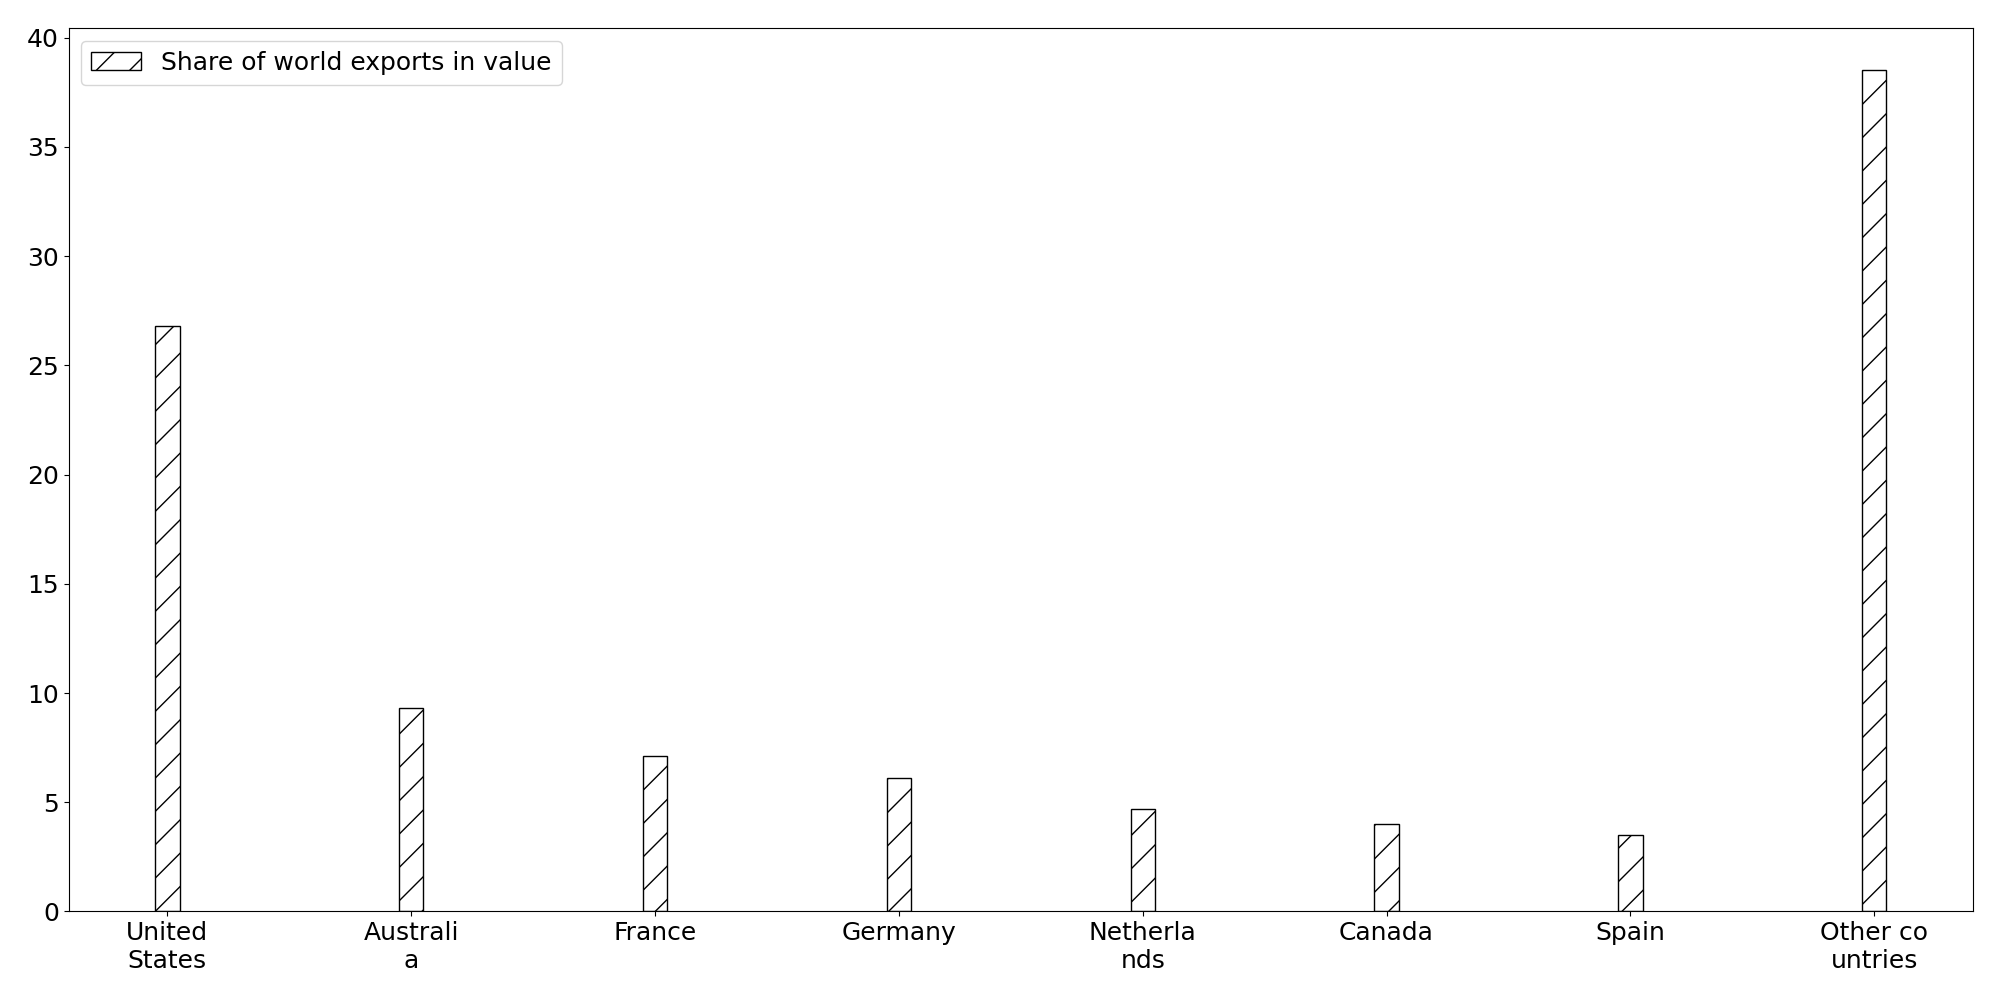 40
Share of world exports in value
35
30
25
20
15
10
5
0
United
States
Australi
a
France
Germany
Netherla
nds
Canada
Spain
Other co
untries